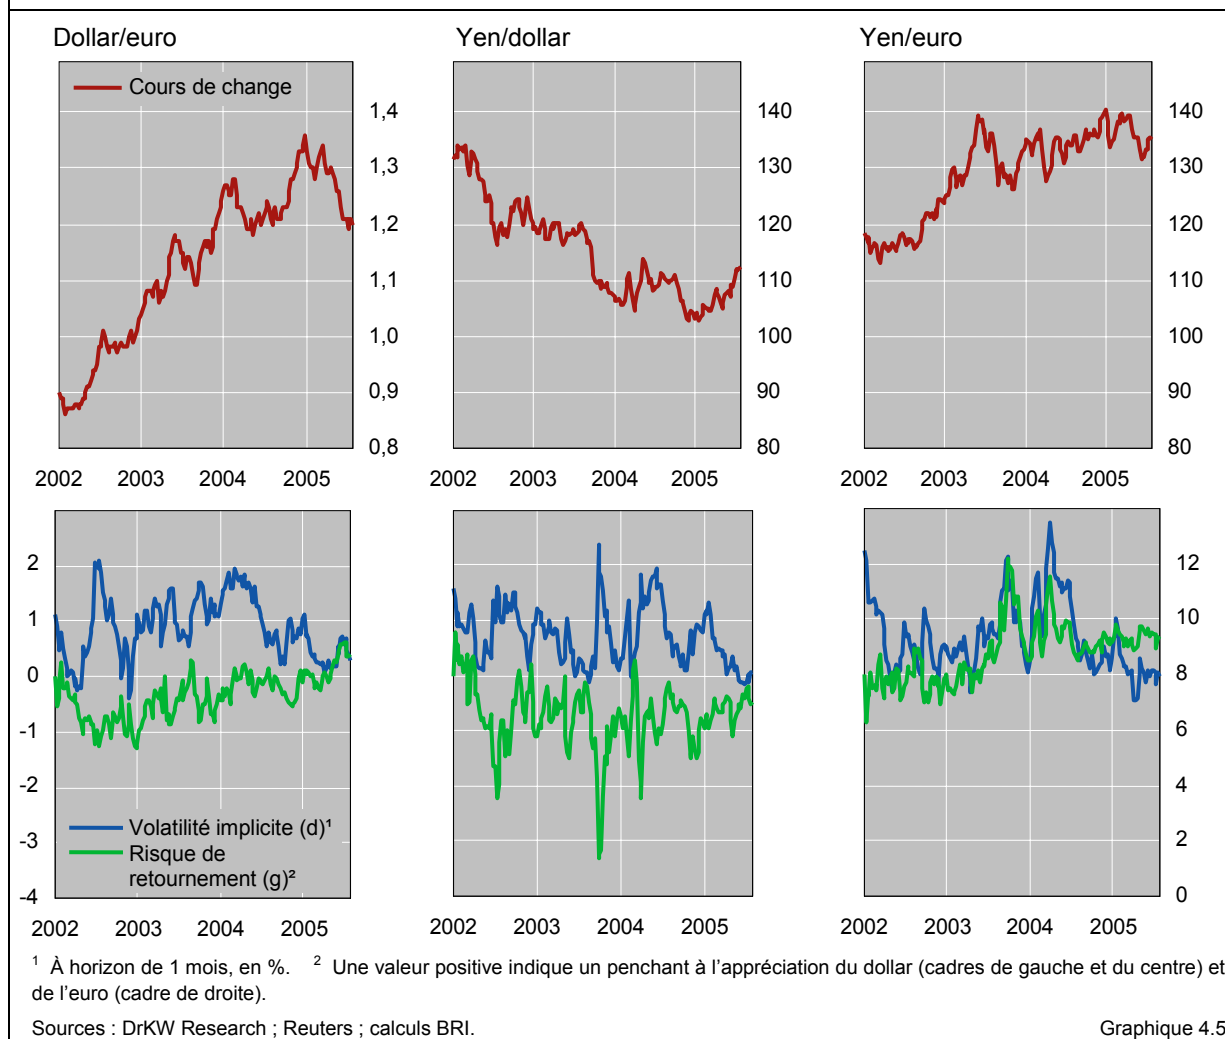 Dollar/euro
Yen/dollar
Yen/euro
Cours de change
1,4
1,3
1,2
1,1
1,0
0,9
0,8
140
130
120
110
100
90
80
140
130
120
110
100
90
80
2002 2003 2004 2005
2002 2003 2004 2005
2002 2003 2004 2005
2
1
0
-1
-2
-3
-4
Volatilité implicite (d)¹
Risque de
retournement (g)²
12
10
8
6
4
2
0
2002 2003 2004 2005
2002 2003 2004 2005
2002 2003 2004 2005
¹ À horizon de 1 mois, en %. ² Une valeur positive indique un penchant à l’appréciation du dollar (cadres de gauche et du centre) et
de l’euro (cadre de droite).
Sources : DrKW Research ; Reuters ; calculs BRI. Graphique 4.5